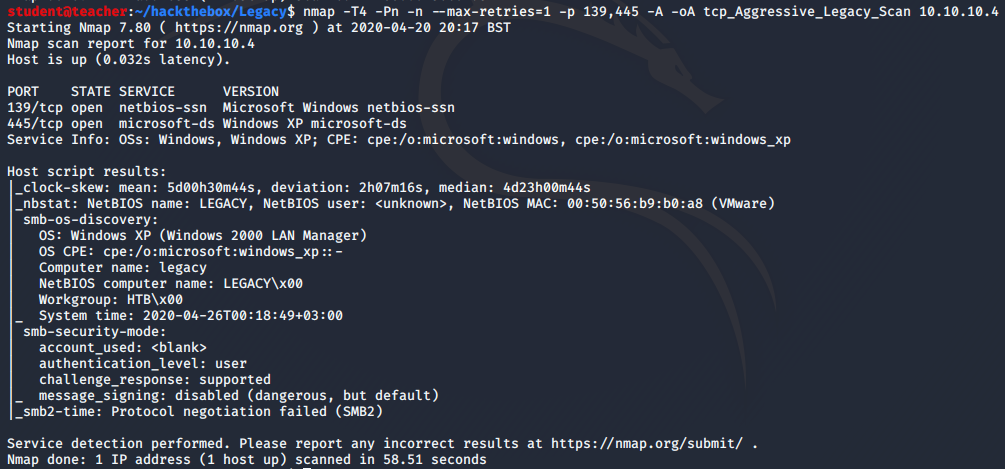 student@teacher:~/hackthebox/Legacy$ nmap -T4 -Pn -n --max-retries=1 -p 139,445 -A -oA tcp_Aggressive_Legacy_Scan 10.10.10.4
Starting Nmap 7.80 ( https://nmap.org ) at 2020-04-20 20:17 BST
Nmap scan report for 10.10.10.4
Host is up (0.032s latency).

PORT    STATE SERVICE      VERSION
139/tcp open  netbios-ssn  Microsoft Windows netbios-ssn
445/tcp open  microsoft-ds Windows XP microsoft-ds
Service Info: OSs: Windows, Windows XP; CPE: cpe:/o:microsoft:windows, cpe:/o:microsoft:windows_xp

Host script results:
|_clock-skew: mean: 5d00h30m44s, deviation: 2h07m16s, median: 4d23h00m44s
|_nbstat: NetBIOS name: LEGACY, NetBIOS user: <unknown>, NetBIOS MAC: 00:50:56:b9:b0:a8 (VMware)
| smb-os-discovery:
|   OS: Windows XP (Windows 2000 LAN Manager)
|   OS CPE: cpe:/o:microsoft:windows_xp::-
|   Computer name: legacy
|   NetBIOS computer name: LEGACY\x00
|   Workgroup: HTB\x00
|_  System time: 2020-04-26T00:18:49+03:00
| smb-security-mode:
|   account_used: <blank>
|   authentication_level: user
|   challenge_response: supported
|_  message_signing: disabled (dangerous, but default)
|_smb2-time: Protocol negotiation failed (SMB2)

Service detection performed. Please report any incorrect results at https://nmap.org/submit/ .
Nmap done: 1 IP address (1 host up) scanned in 58.51 seconds